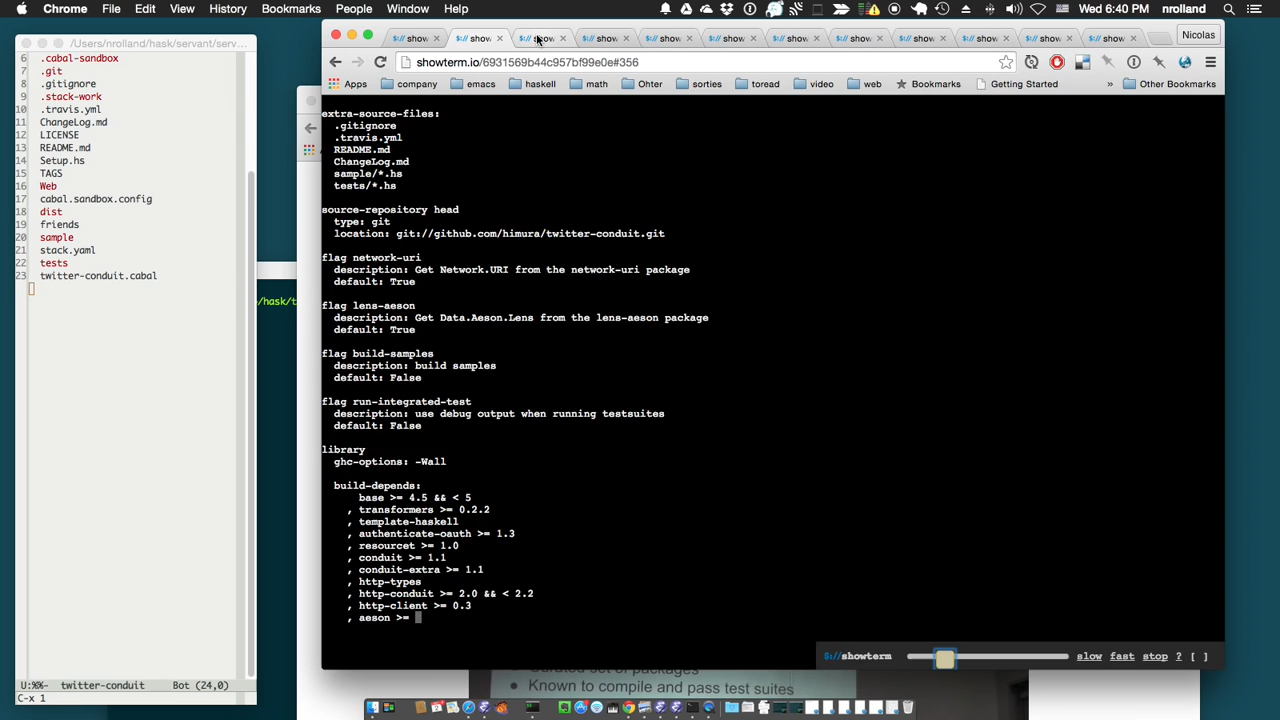 Chrome File Edit View History Bookmarks People Window Help
Wed 6:40 PM nrolland
/Users/nrolland/hask/servant/serv...
6 .cabal-sandbox
7 .git
8 .gitignore
9 .stack-work
10 .travis.yml
11 ChangeLog.md
12 LICENSE
13 README.md
14 Setup.hs
15 TAGS
16 Web
17 cabal.sandbox.config
18 dist
19 friends
20 sample
21 stack.yaml
22 tests
23 twitter-conduit.cabal
U:%%- twitter-conduit Bot (24,0)
C-x 1
/hask/t
Nicolas
showterm.io/6931569b44c957bf99e0e#356
Apps company emacs haskell math Ohter sorties toread video web Bookmarks Getting Started » Other Bookmarks
extra-source-files:
.gitignore
.travis.yml
README.md
ChangeLog.md
sample/*.hs
tests/*.hs
source-repository head
type: git
location: git://github.com/himura/twitter-conduit.git
flag network-uri
description: Get Network.URI from the network-uri package
default: True
flag lens-aeson
description: Get Data.Aeson.Lens from the lens-aeson package
default: True
flag build-samples
description: build samples
default: False
flag run-integrated-test
description: use debug output when running testsuites
default: False
library
ghc-options: -Wall
build-depends:
base >= 4.5 && < 5
, transformers >= 0.2.2
, template-haskell
, authenticate-oauth >= 1.3
, resourcet >= 1.0
, conduit >= 1.1
, conduit-extra >= 1.1
, http-types
, http-conduit >= 2.0 && < 2.2
, http-client >= 0.3
, aeson >=
$://showterm slow fast stop ? [ ]
• Known to compile and pass test suites